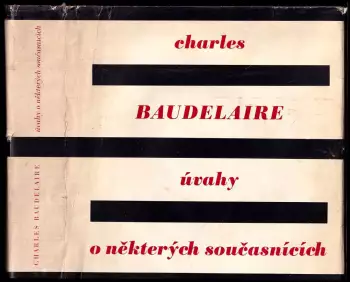 charles
BAUDELAIRE
úvahy
o některých současnících
úvahy o některých současnících
CHARLES BAUDELAIRE